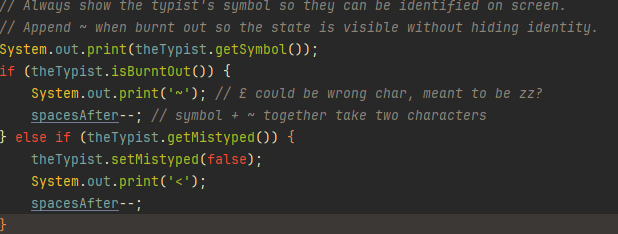 // Always show the typist's symbol so they can be identified on screen.
// Append ~ when burnt out so the state is visible without hiding identity.
System.out.print(theTypist.getSymbol());
if (theTypist.isBurntOut()) {
    System.out.print('~'); // £ could be wrong char, meant to be zz?
    spacesAfter--; // symbol + ~ together take two characters
} else if (theTypist.getMistyped()) {
    theTypist.setMistyped(false);
    System.out.print('<');
    spacesAfter--;
}